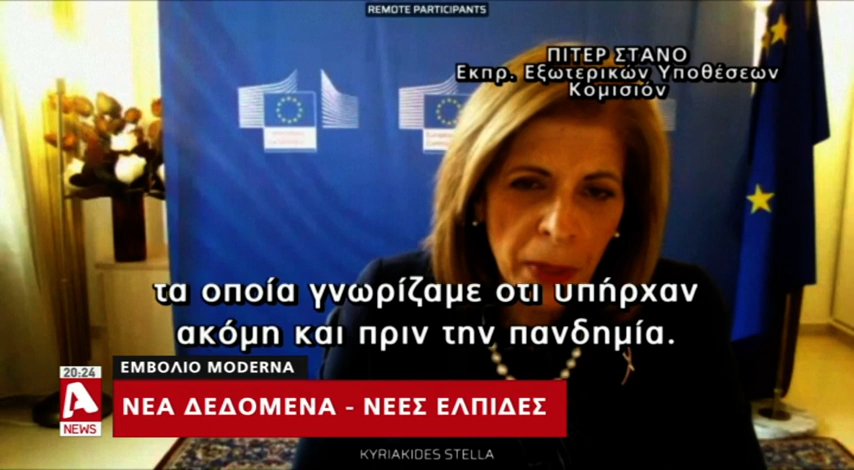 REMOTE PARTICIPANTS
ΠΙΤΕΡ ΣΤΑΝΟ
Εκπρ. Εξωτερικών Υποθέσεων
Κομισιόν
τα οποία γνωρίζαμε οτι υπήρχαν
ακόμη και πριν την πανδημία.
20:24
ΕΜΒΟΛΙΟ MODERNA
A
NEWS
ΝΕΑ ΔΕΔΟΜΕΝΑ - ΝΕΕΣ ΕΛΠΙΔΕΣ
KYRIAKIDES STELLA